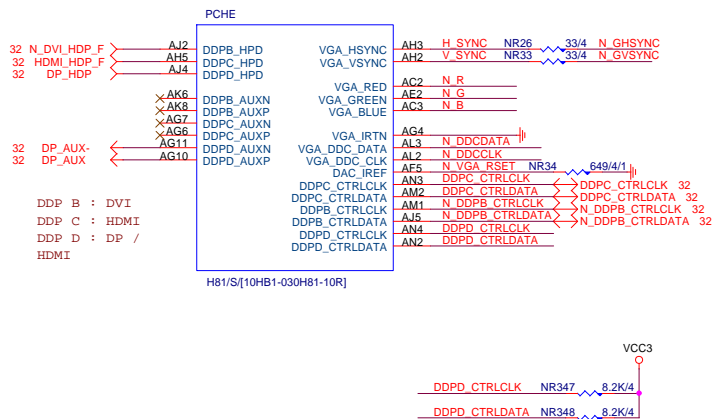 PCHE
32 N_DVI_HDP_F AJ2 DDPB_HPD
32 HDMI_HDP_F AH5 DDPC_HPD
32 DP_HDP AJ4 DDPD_HPD
AK6 DDPB_AUXN
AK8 DDPB_AUXP
AG7 DDPC_AUXN
AG6 DDPC_AUXP
32 DP_AUX- AG11 DDPD_AUXN
32 DP_AUX AG10 DDPD_AUXP
VGA_HSYNC AH3 H_SYNC NR26 33/4 N_GHSYNC
VGA_VSYNC AH2 V_SYNC NR33 33/4 N_GVSYNC
VGA_RED AC2 N_R
VGA_GREEN AE2 N_G
VGA_BLUE AC3 N_B
VGA_IRTN AG4
VGA_DDC_DATA AL3 N_DDCDATA
VGA_DDC_CLK AL2 N_DDCCLK
DAC_IREF AF5 N_VGA_RSET NR34 649/4/1
DDPC_CTRLCLK AN3 DDPC_CTRLCLK DDPC_CTRLCLK 32
DDPC_CTRLDATA AM2 DDPC_CTRLDATA DDPC_CTRLDATA 32
DDPB_CTRLCLK AM1 N_DDPB_CTRLCLK N_DDPB_CTRLCLK 32
DDPB_CTRLDATA AJ5 N_DDPB_CTRLDATA N_DDPB_CTRLDATA 32
DDPD_CTRLCLK AN4 DDPD_CTRLCLK
DDPD_CTRLDATA AN2 DDPD_CTRLDATA
DDP B : DVI
DDP C : HDMI
DDP D : DP /
HDMI
H81/S/[10HB1-030H81-10R]
VCC3
DDPD_CTRLCLK NR347 8.2K/4
DDPD_CTRLDATA NR348 8.2K/4